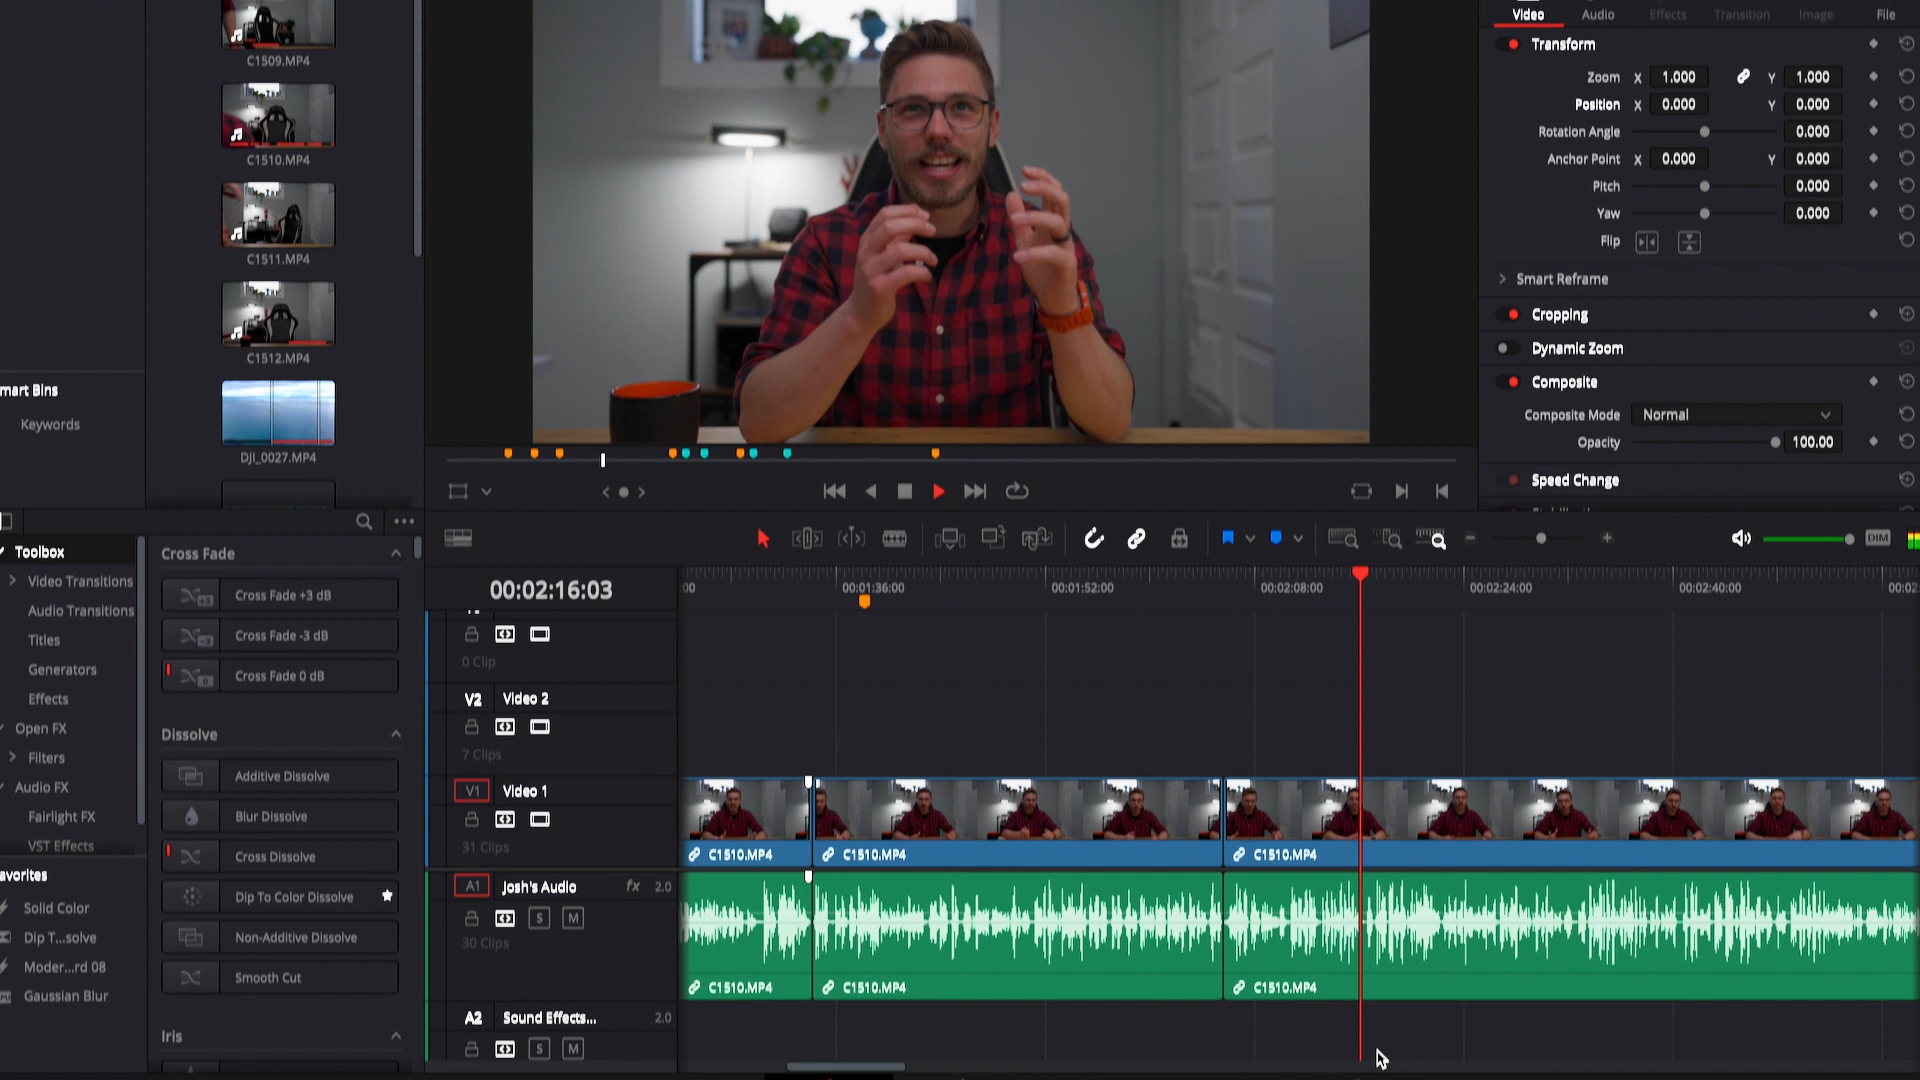 C1509.MP4
C1510.MP4
C1511.MP4
C1512.MP4
DJI_0027.MP4
mart Bins
Keywords
Video Audio Effects Transition Image File
Transform
Zoom X 1.000 Y 1.000
Position X 0.000 Y 0.000
Rotation Angle 0.000
Anchor Point X 0.000 Y 0.000
Pitch 0.000
Yaw 0.000
Flip
Smart Reframe
Cropping
Dynamic Zoom
Composite
Composite Mode Normal
Opacity 100.00
Speed Change
DIM
Toolbox
Video Transitions
Audio Transitions
Titles
Generators
Effects
Open FX
Filters
Audio FX
Fairlight FX
VST Effects
avorites
Solid Color
Dip T...solve
Moder...rd 08
Gaussian Blur
Cross Fade
Cross Fade +3 dB
Cross Fade -3 dB
Cross Fade 0 dB
Dissolve
Additive Dissolve
Blur Dissolve
Cross Dissolve
Dip To Color Dissolve
Non-Additive Dissolve
Smooth Cut
Iris
00:02:16:03
00 00:01:36:00 00:01:52:00 00:02:08:00 00:02:24:00 00:02:40:00 00:02
0 Clip
V2 Video 2
7 Clips
V1 Video 1
31 Clips
C1510.MP4 C1510.MP4 C1510.MP4
A1 Josh's Audio fx 2.0
S M
30 Clips
C1510.MP4 C1510.MP4 C1510.MP4
A2 Sound Effects... 2.0
S M